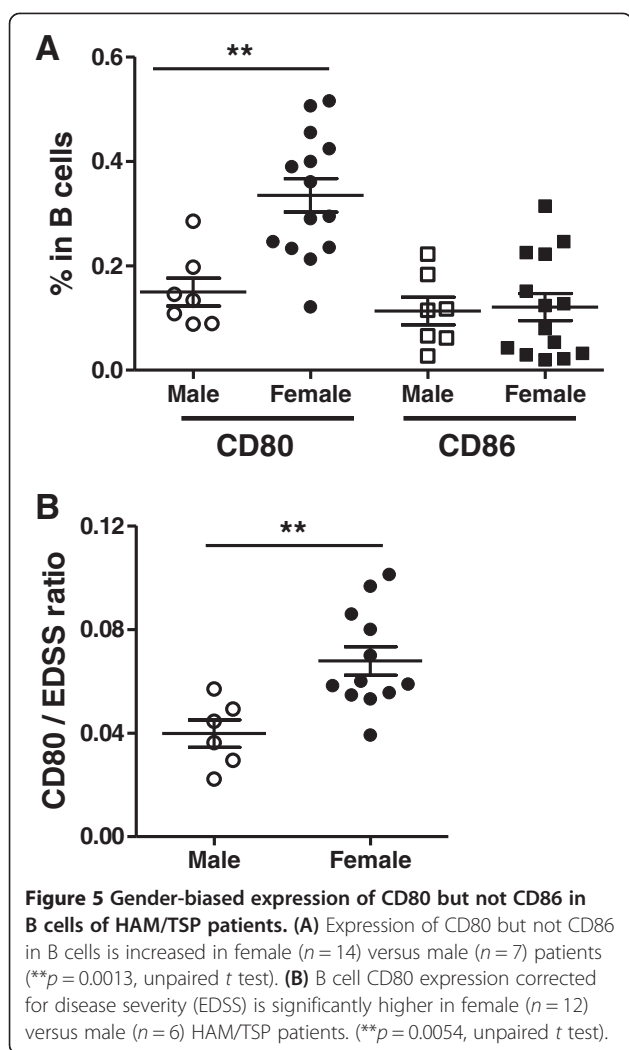 A
**
0.6
0.4
0.2
0.0
% in B cells
Male Female Male Female
CD80 CD86
B
**
0.12
0.08
0.04
0.00
CD80 / EDSS ratio
Male Female
Figure 5 Gender-biased expression of CD80 but not CD86 in
B cells of HAM/TSP patients. (A) Expression of CD80 but not CD86
in B cells is increased in female (n = 14) versus male (n = 7) patients
(**p = 0.0013, unpaired t test). (B) B cell CD80 expression corrected
for disease severity (EDSS) is significantly higher in female (n = 12)
versus male (n = 6) HAM/TSP patients. (**p = 0.0054, unpaired t test).